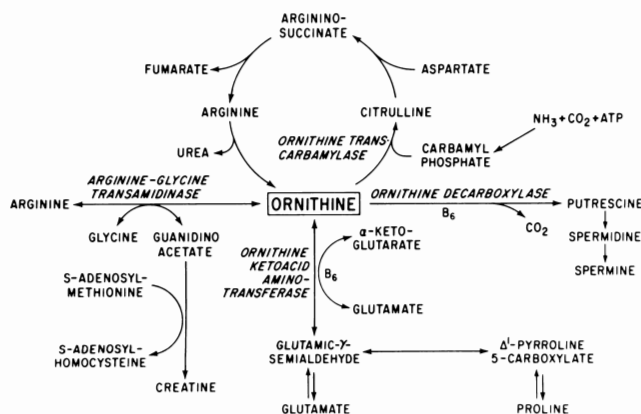 ARGININO-
SUCCINATE
FUMARATE
ASPARTATE
ARGININE
CITRULLINE
NH₃+CO₂+ATP
ORNITHINE TRANS-
CARBAMYLASE
CARBAMYL
PHOSPHATE
UREA
ARGININE-GLYCINE
TRANSAMIDINASE
ARGININE
ORNITHINE
ORNITHINE DECARBOXYLASE
B₆
PUTRESCINE
CO₂
SPERMIDINE
SPERMINE
GLYCINE
GUANIDINO
ACETATE
ORNITHINE
KETOACID
AMINO-
TRANSFERASE
B₆
α-KETO-
GLUTARATE
GLUTAMATE
S-ADENOSYL-
METHIONINE
S-ADENOSYL-
HOMOCYSTEINE
CREATINE
GLUTAMIC-γ-
SEMIALDEHYDE
Δ¹-PYRROLINE
5-CARBOXYLATE
GLUTAMATE
PROLINE